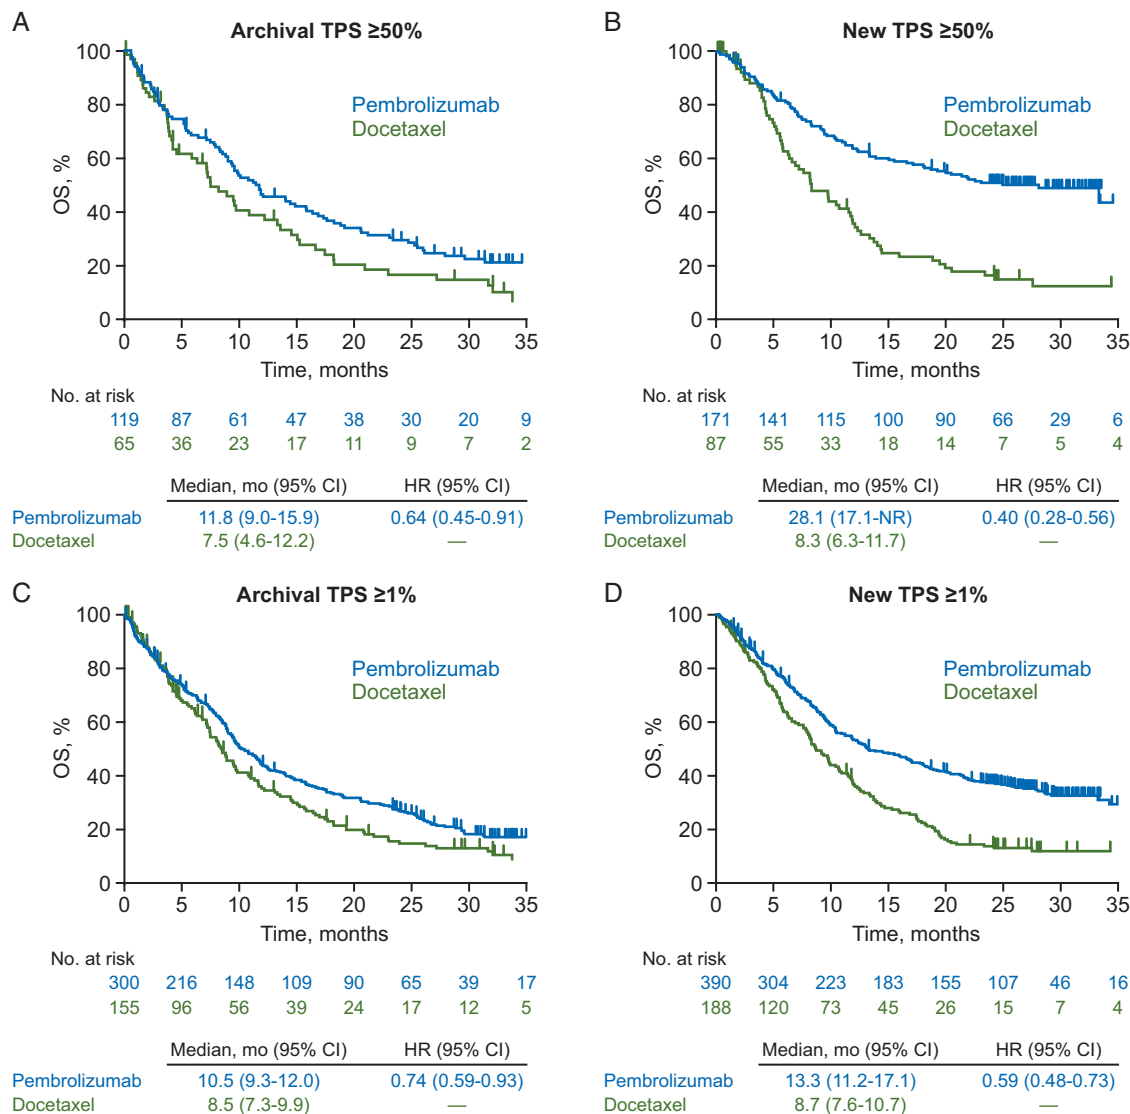 A
Archival TPS ≥50%
100
80
60
40
20
0
OS, %
Pembrolizumab
Docetaxel
0 5 10 15 20 25 30 35
Time, months
No. at risk
119 87 61 47 38 30 20 9
65 36 23 17 11 9 7 2
Median, mo (95% CI) HR (95% CI)
Pembrolizumab 11.8 (9.0-15.9) 0.64 (0.45-0.91)
Docetaxel 7.5 (4.6-12.2) —
B
New TPS ≥50%
100
80
60
40
20
0
OS, %
Pembrolizumab
Docetaxel
0 5 10 15 20 25 30 35
Time, months
No. at risk
171 141 115 100 90 66 29 6
87 55 33 18 14 7 5 4
Median, mo (95% CI) HR (95% CI)
Pembrolizumab 28.1 (17.1-NR) 0.40 (0.28-0.56)
Docetaxel 8.3 (6.3-11.7) —
C
Archival TPS ≥1%
100
80
60
40
20
0
OS, %
Pembrolizumab
Docetaxel
0 5 10 15 20 25 30 35
Time, months
No. at risk
300 216 148 109 90 65 39 17
155 96 56 39 24 17 12 5
Median, mo (95% CI) HR (95% CI)
Pembrolizumab 10.5 (9.3-12.0) 0.74 (0.59-0.93)
Docetaxel 8.5 (7.3-9.9) —
D
New TPS ≥1%
100
80
60
40
20
0
OS, %
Pembrolizumab
Docetaxel
0 5 10 15 20 25 30 35
Time, months
No. at risk
390 304 223 183 155 107 46 16
188 120 73 45 26 15 7 4
Median, mo (95% CI) HR (95% CI)
Pembrolizumab 13.3 (11.2-17.1) 0.59 (0.48-0.73)
Docetaxel 8.7 (7.6-10.7) —